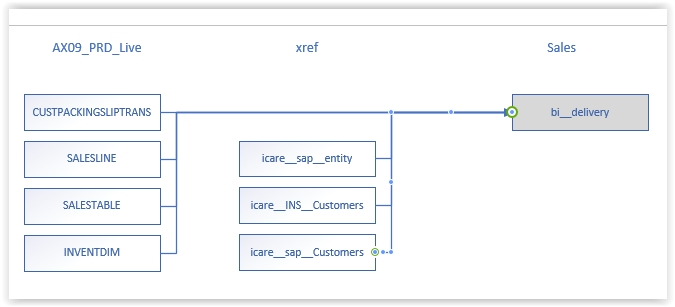 AX09_PRD_Live
xref
Sales
CUSTPACKINGSLIPTRANS
bi__delivery
SALESLINE
icare__sap__entity
SALESTABLE
icare__INS__Customers
INVENTDIM
icare__sap__Customers